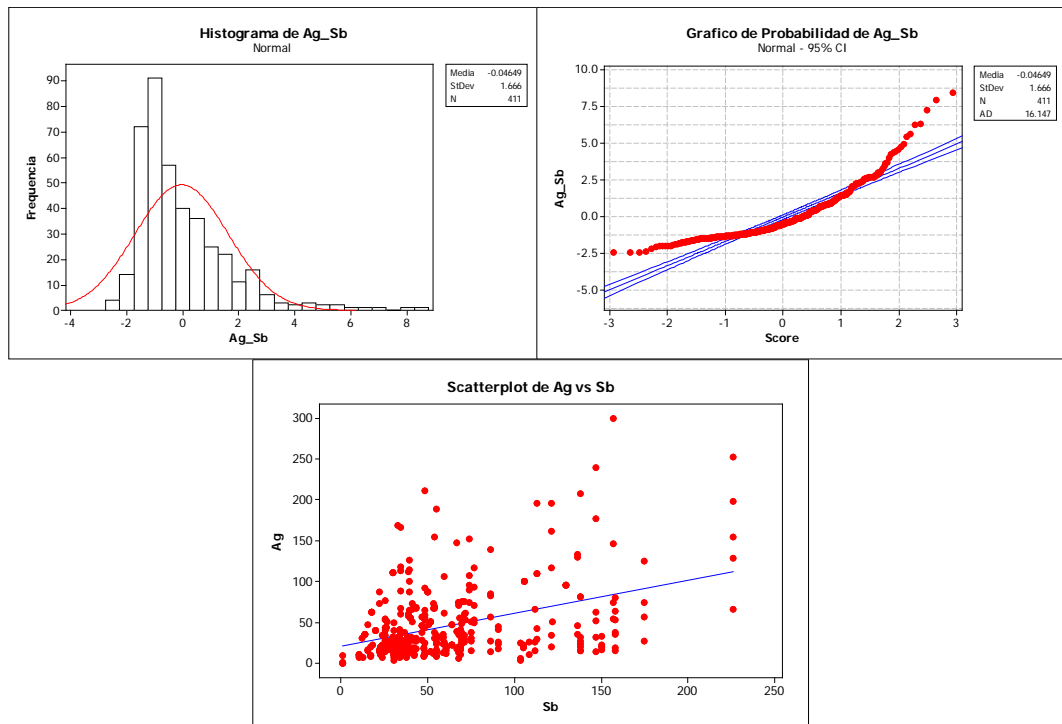 Histograma de Ag_Sb
Normal
Frequencia
90
80
70
60
50
40
30
20
10
0
-4 -2 0 2 4 6 8
Ag_Sb
Media -0.04649
StDev 1.666
N 411
Grafico de Probabilidad de Ag_Sb
Normal - 95% CI
Ag_Sb
10.0
7.5
5.0
2.5
0.0
-2.5
-5.0
-3 -2 -1 0 1 2 3
Score
Media -0.04649
StDev 1.666
N 411
AD 16.147
Scatterplot de Ag vs Sb
Ag
300
250
200
150
100
50
0
0 50 100 150 200 250
Sb